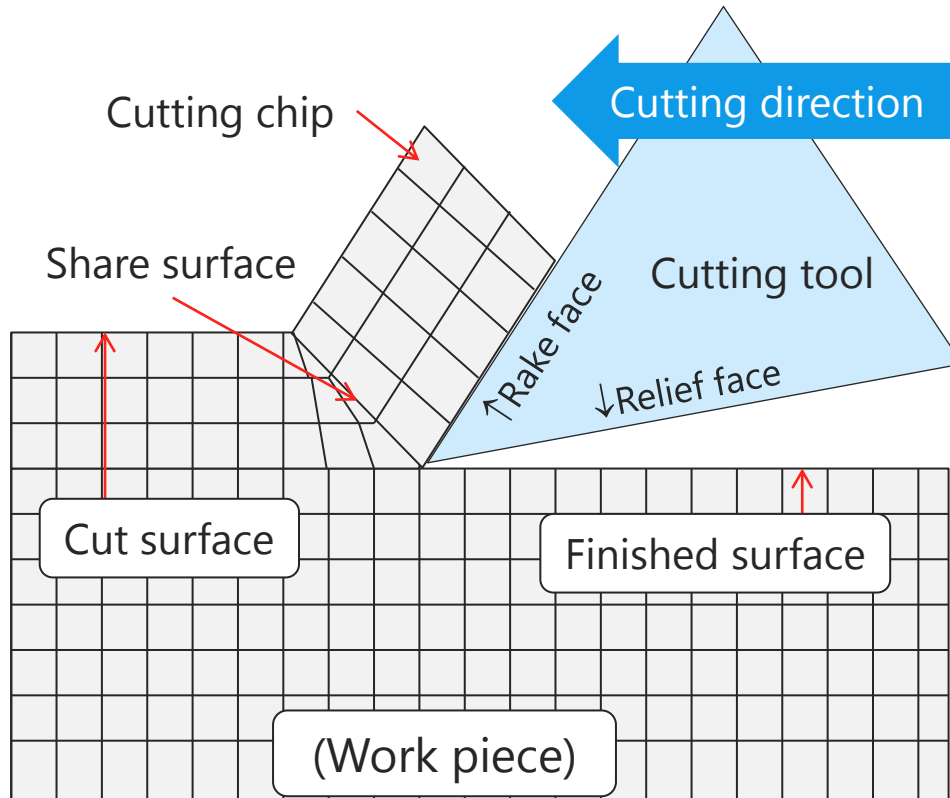 Cutting direction
Cutting chip
Share surface
Cutting tool
↑Rake face
↓Relief face
Cut surface
Finished surface
(Work piece)